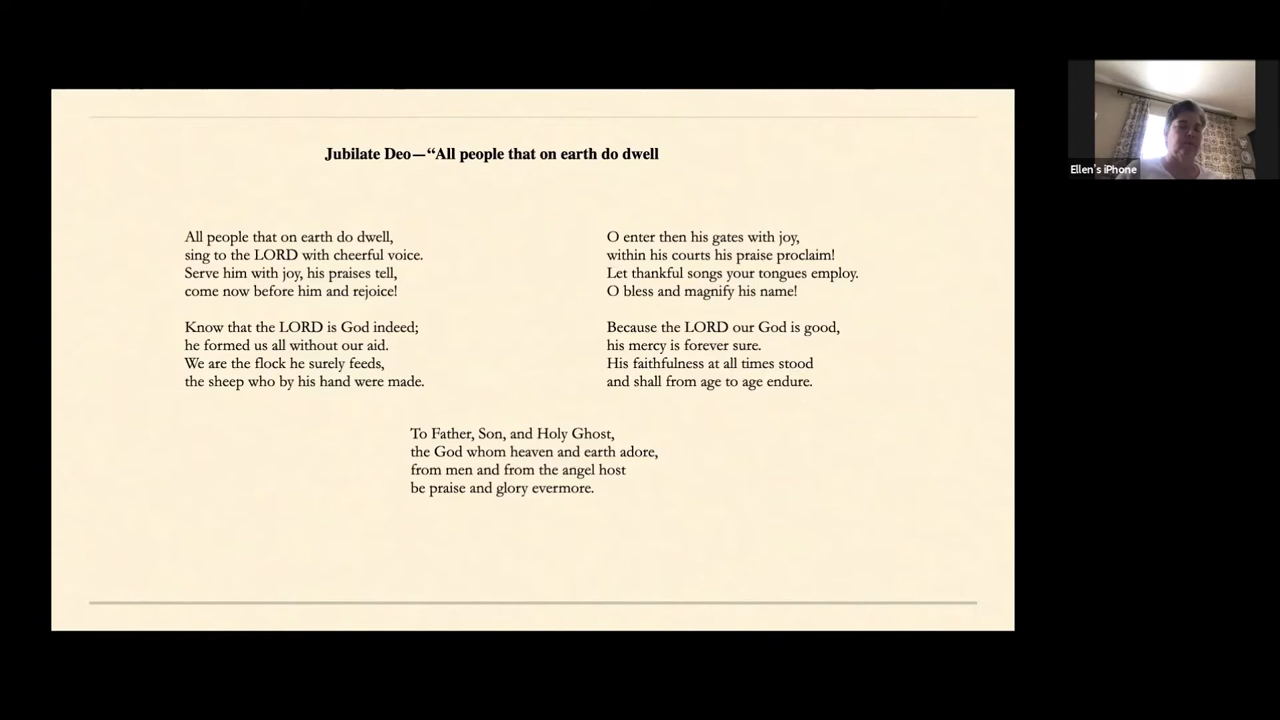 Jubilate Deo—“All people that on earth do dwell
All people that on earth do dwell,
sing to the LORD with cheerful voice.
Serve him with joy, his praises tell,
come now before him and rejoice!
Know that the LORD is God indeed;
he formed us all without our aid.
We are the flock he surely feeds,
the sheep who by his hand were made.
O enter then his gates with joy,
within his courts his praise proclaim!
Let thankful songs your tongues employ.
O bless and magnify his name!
Because the LORD our God is good,
his mercy is forever sure.
His faithfulness at all times stood
and shall from age to age endure.
To Father, Son, and Holy Ghost,
the God whom heaven and earth adore,
from men and from the angel host
be praise and glory evermore.
Ellen's iPhone